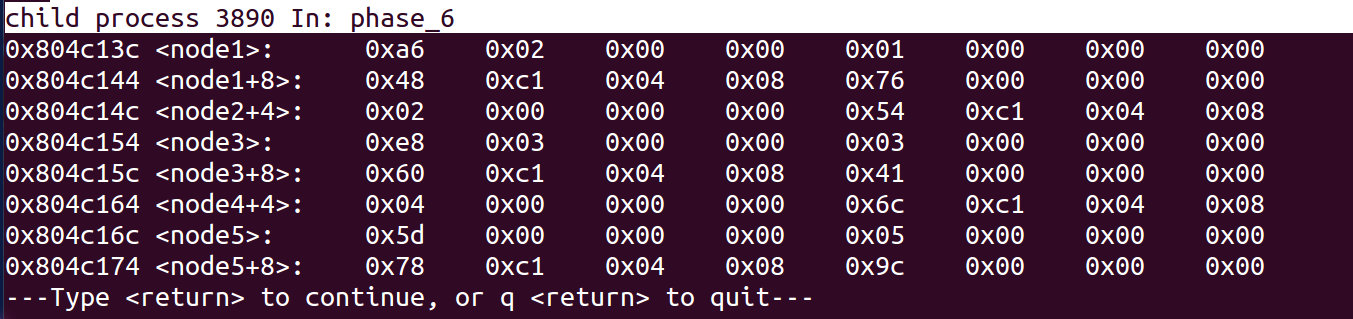 child process 3890 In: phase_6
0x804c13c <node1>: 0xa6 0x02 0x00 0x00 0x01 0x00 0x00 0x00
0x804c144 <node1+8>: 0x48 0xc1 0x04 0x08 0x76 0x00 0x00 0x00
0x804c14c <node2+4>: 0x02 0x00 0x00 0x00 0x54 0xc1 0x04 0x08
0x804c154 <node3>: 0xe8 0x03 0x00 0x00 0x03 0x00 0x00 0x00
0x804c15c <node3+8>: 0x60 0xc1 0x04 0x08 0x41 0x00 0x00 0x00
0x804c164 <node4+4>: 0x04 0x00 0x00 0x00 0x6c 0xc1 0x04 0x08
0x804c16c <node5>: 0x5d 0x00 0x00 0x00 0x05 0x00 0x00 0x00
0x804c174 <node5+8>: 0x78 0xc1 0x04 0x08 0x9c 0x00 0x00 0x00
---Type <return> to continue, or q <return> to quit---